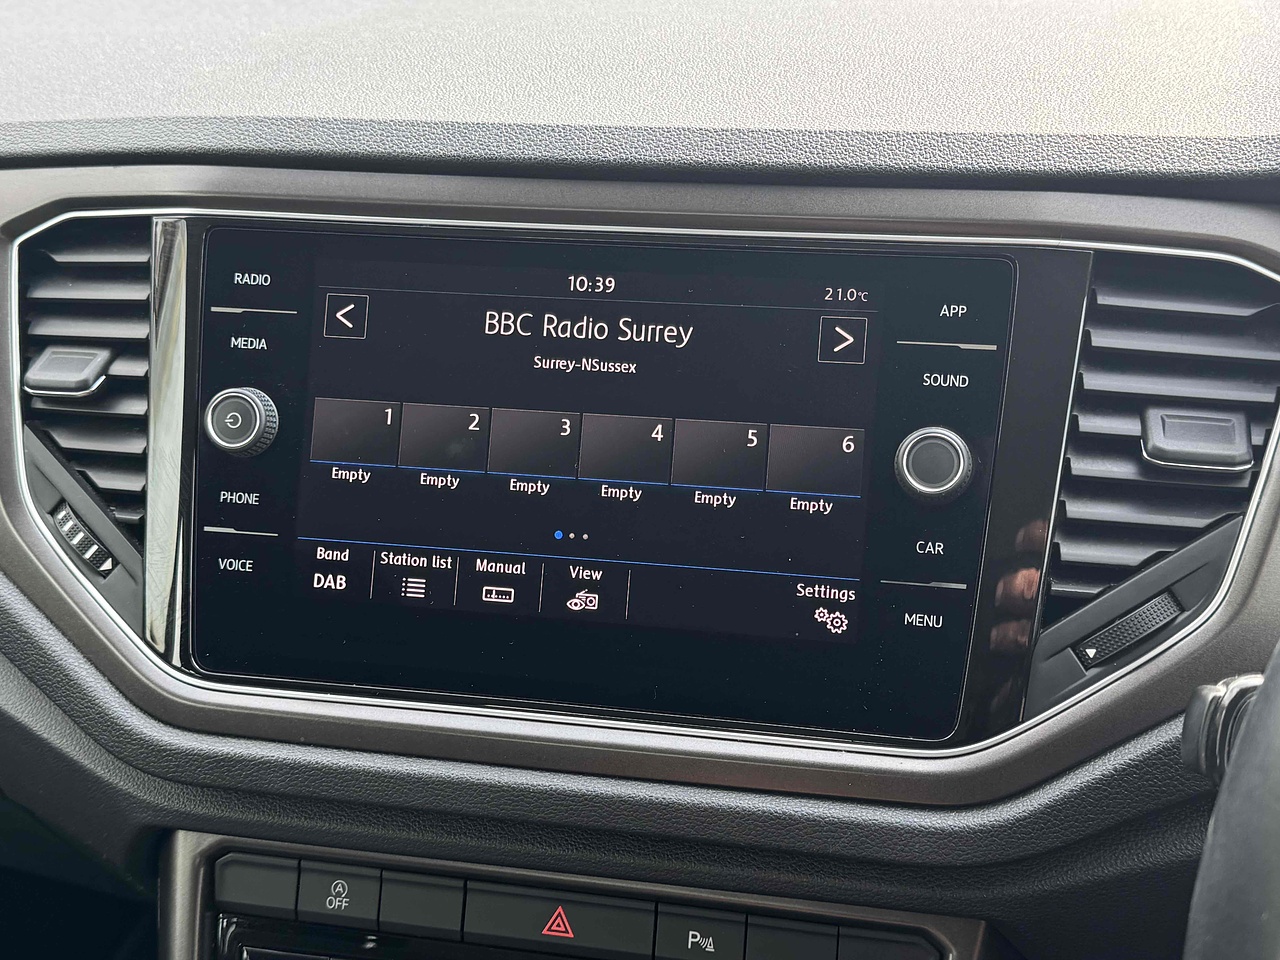 RADIO
MEDIA
PHONE
VOICE
10:39
21.0°C
<
BBC Radio Surrey
>
Surrey-NSussex
1 2 3 4 5 6
Empty Empty Empty Empty Empty Empty
Band Station list Manual View Settings
DAB
APP
SOUND
CAR
MENU
A
OFF
P